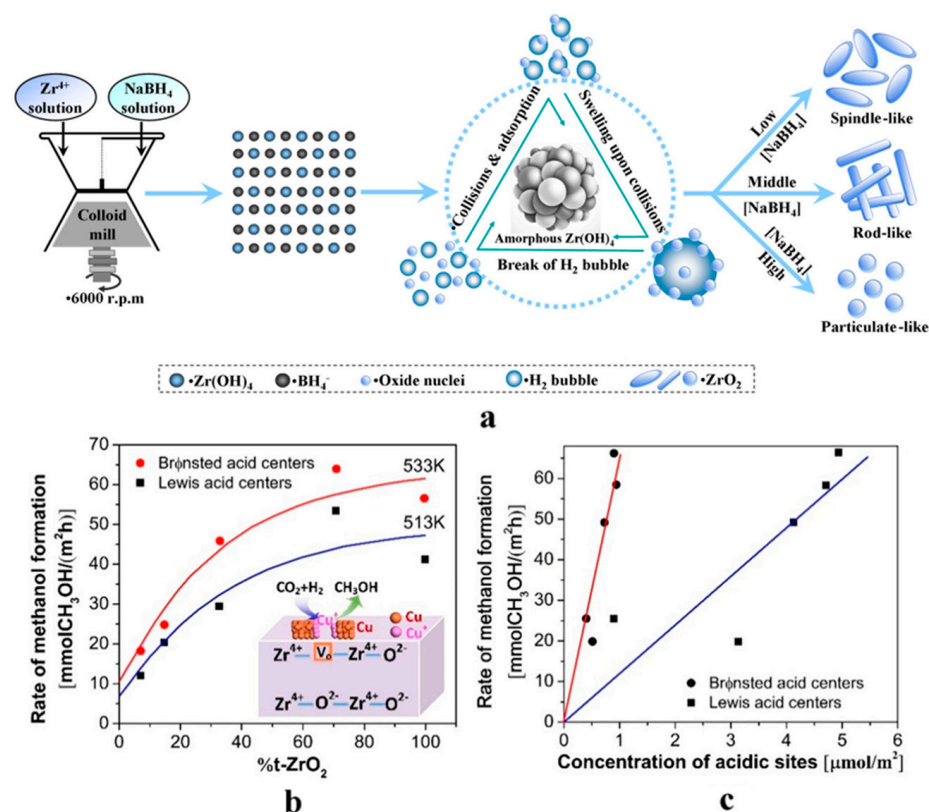 Zr⁴⁺
solution
NaBH₄
solution
Colloid
mill
•6000 r.p.m
•Collisions & adsorption
Swelling upon collisions
Amorphous Zr(OH)₄
Break of H₂ bubble
Low
[NaBH₄]
Middle
[NaBH₄]
[NaBH₄]
High
Spindle-like
Rod-like
Particulate-like
•Zr(OH)₄ •BH₄⁻ •Oxide nuclei •H₂ bubble •ZrO₂
a
Rate of methanol formation
[mmolCH₃OH/(m²h)]
70
60
50
40
30
20
10
0
Brϕnsted acid centers
Lewis acid centers
533K
513K
CO₂+H₂ CH₃OH
Cu⁺
Cu
Cu
Cu⁺
Zr⁴⁺ Vₒ Zr⁴⁺ O²⁻
Zr⁴⁺ O²⁻ Zr⁴⁺ O²⁻
0 20 40 60 80 100
%t-ZrO₂
b
Rate of methanol formation
[mmolCH₃OH/(m²h)]
60
50
40
30
20
10
0
Brϕnsted acid centers
Lewis acid centers
0 1 2 3 4 5 6
Concentration of acidic sites [μmol/m²]
c